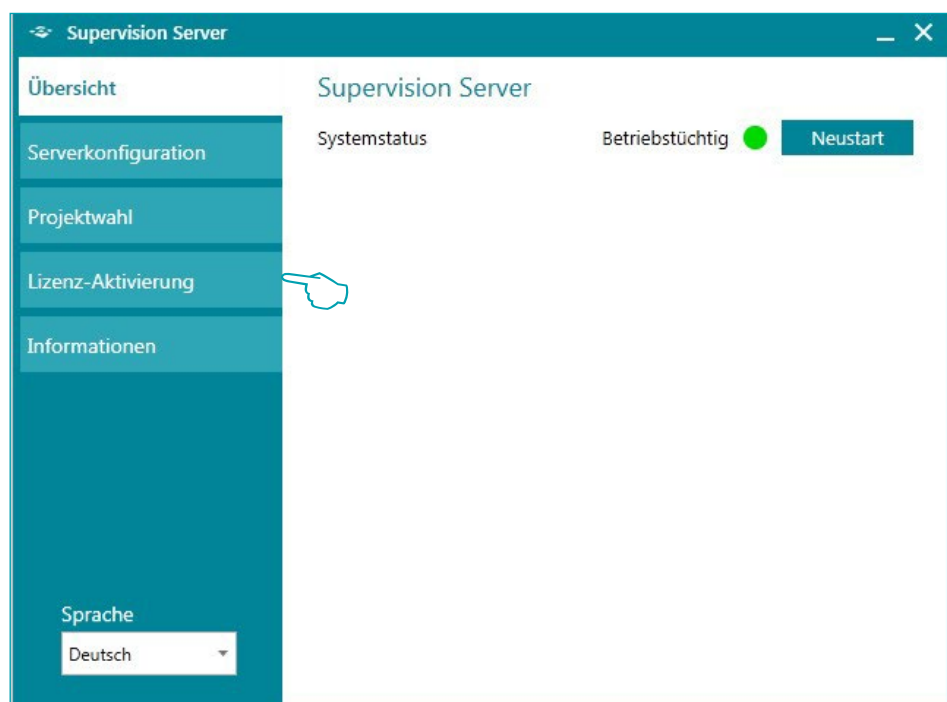 Supervision Server
Übersicht
Serverkonfiguration
Projektwahl
Lizenz-Aktivierung
Informationen
Sprache
Deutsch
Supervision Server
Systemstatus Betriebstüchtig Neustart